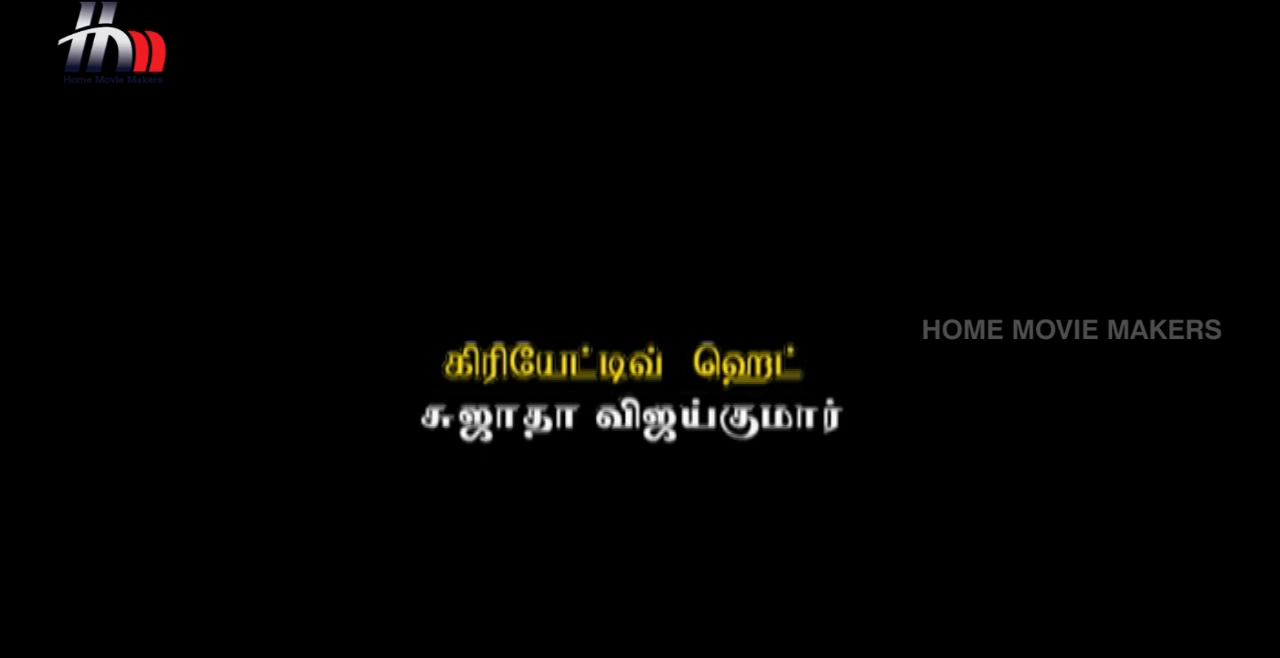 Home Movie Makers
HOME MOVIE MAKERS
கிரியேட்டிவ் ஹெட்
சுஜாதா விஜய்குமார்